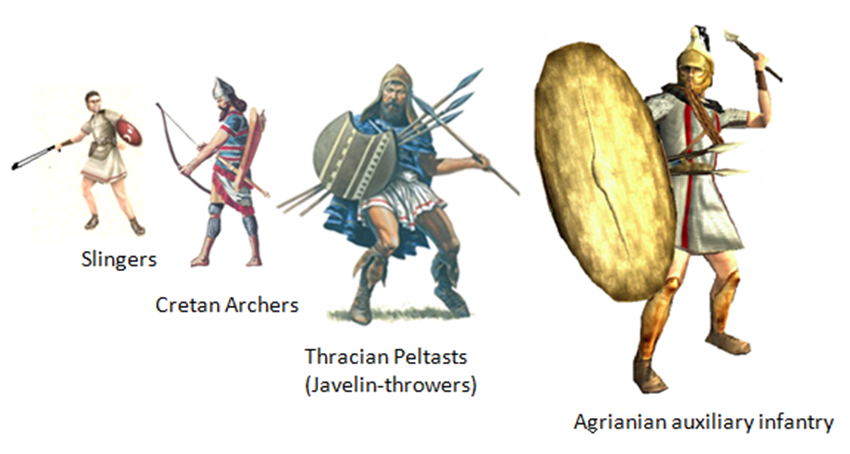 Slingers
Cretan Archers
Thracian Peltasts
(Javelin-throwers)
Agrianian auxiliary infantry